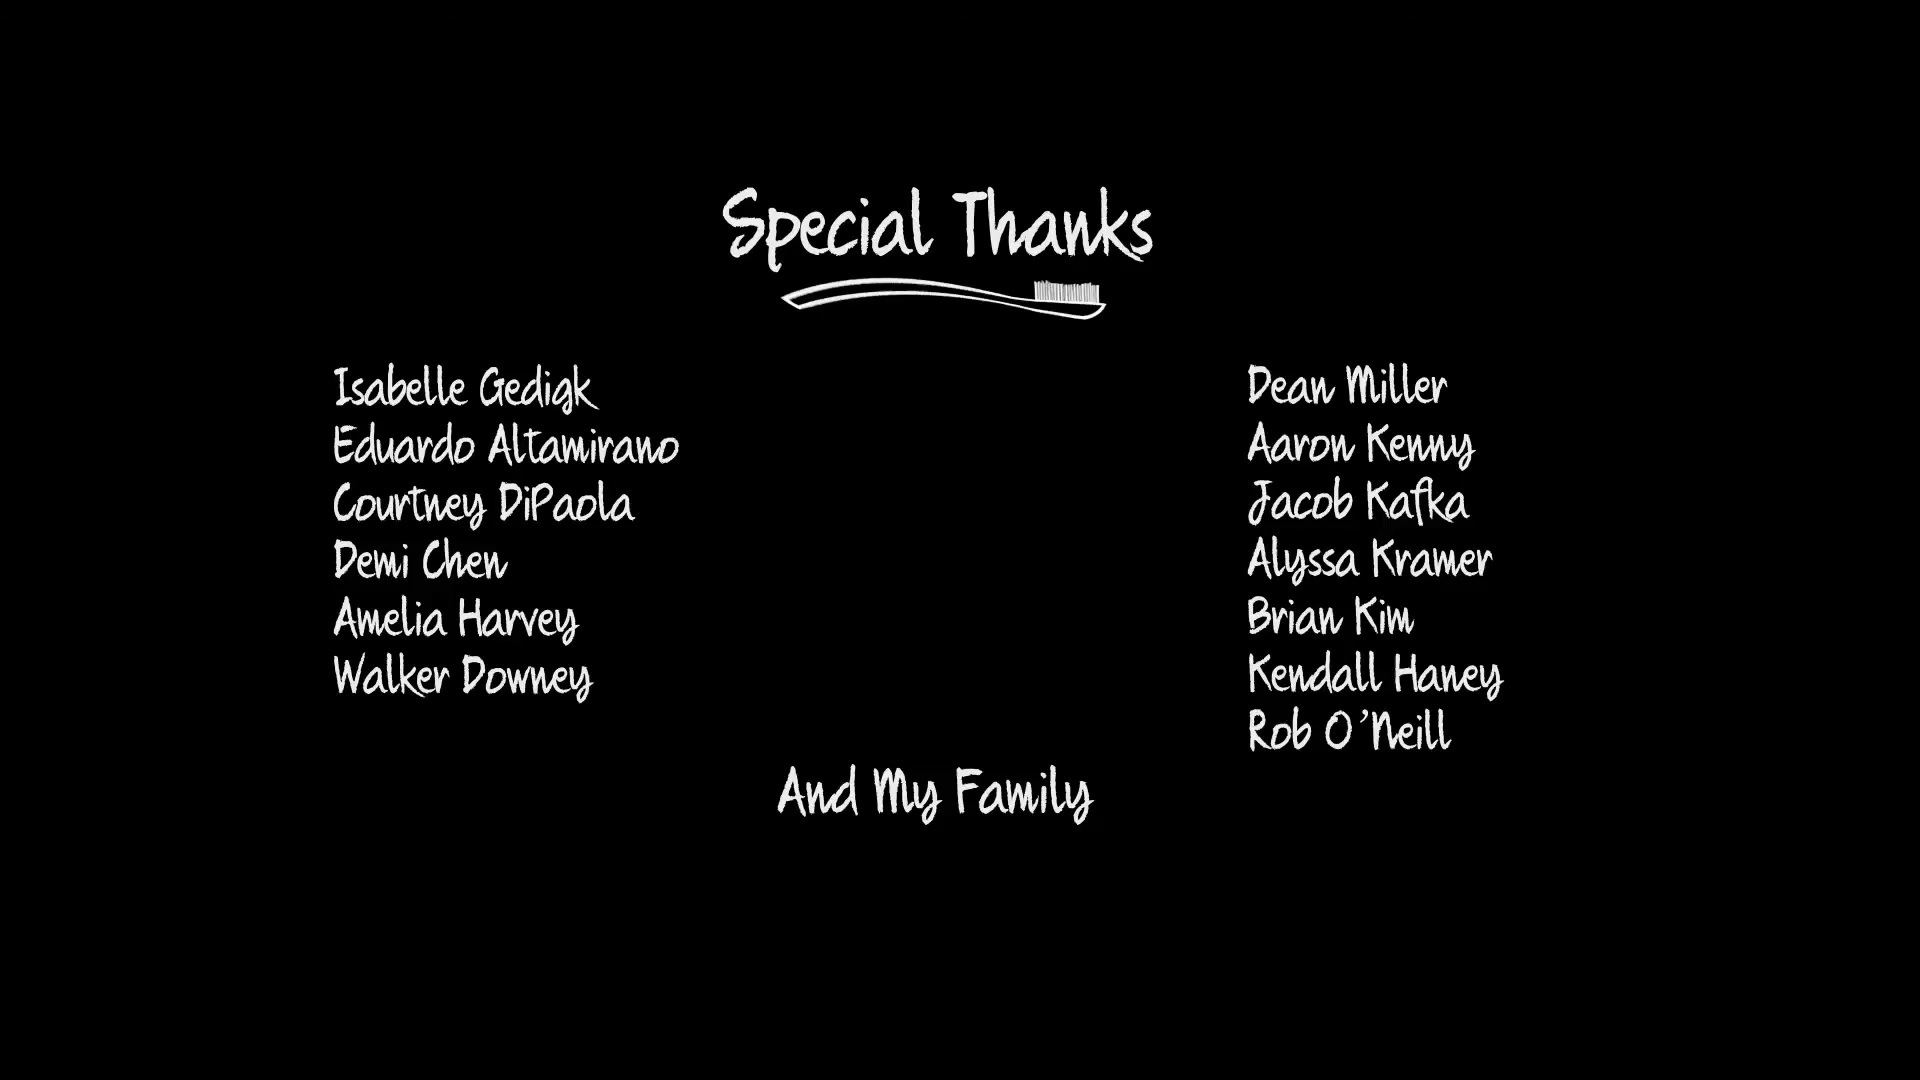 Special Thanks
Isabelle Gedigk
Eduardo Altamirano
Courtney DiPaola
Demi Chen
Amelia Harvey
Walker Downey
Dean Miller
Aaron Kenny
Jacob Kafka
Alyssa Kramer
Brian Kim
Kendall Haney
Rob O'Neill
And My Family